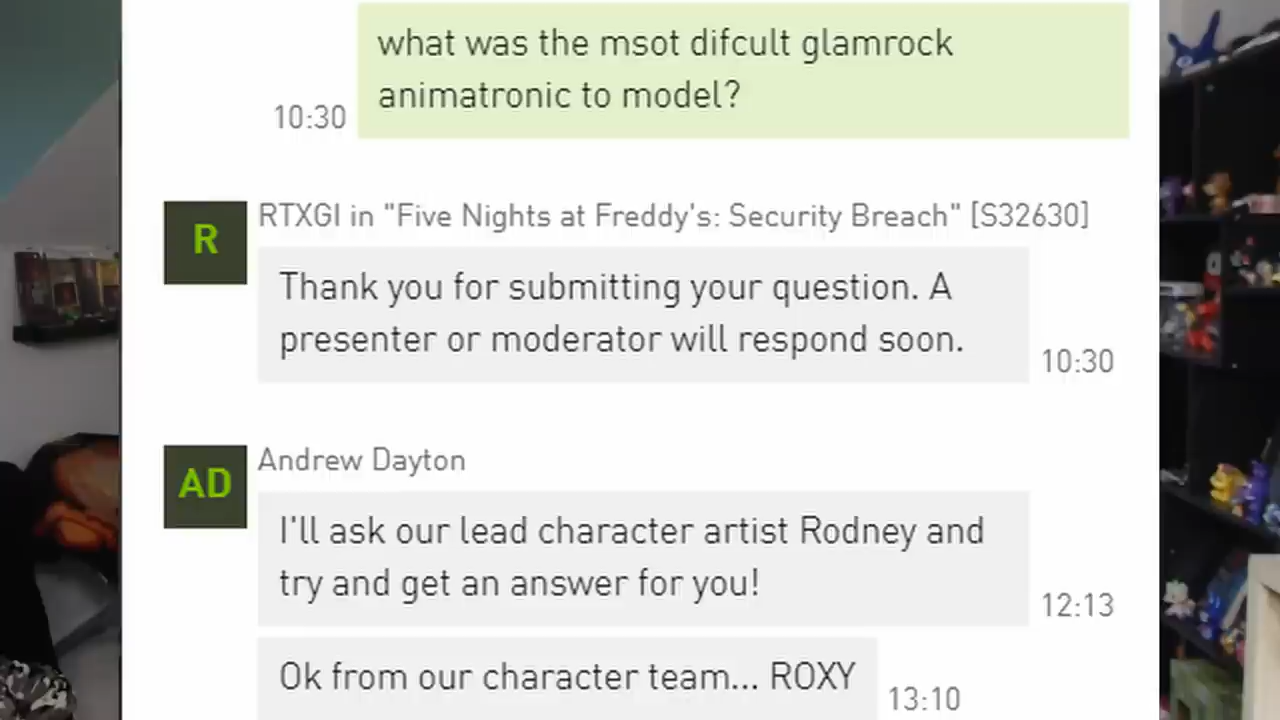 what was the msot difcult glamrock
animatronic to model?
10:30
R
RTXGI in "Five Nights at Freddy's: Security Breach" [S32630]
Thank you for submitting your question. A
presenter or moderator will respond soon.
10:30
AD
Andrew Dayton
I'll ask our lead character artist Rodney and
try and get an answer for you!
12:13
Ok from our character team... ROXY
13:10